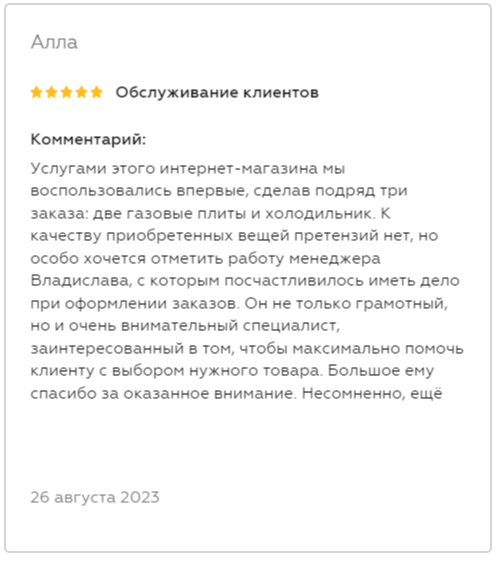 Алла
Обслуживание клиентов
Комментарий:
Услугами этого интернет-магазина мы
воспользовались впервые, сделав подряд три
заказа: две газовые плиты и холодильник. К
качеству приобретенных вещей претензий нет, но
особо хочется отметить работу менеджера
Владислава, с которым посчастливилось иметь дело
при оформлении заказов. Он не только грамотный,
но и очень внимательный специалист,
заинтересованный в том, чтобы максимально помочь
клиенту с выбором нужного товара. Большое ему
спасибо за оказанное внимание. Несомненно, ещё
26 августа 2023